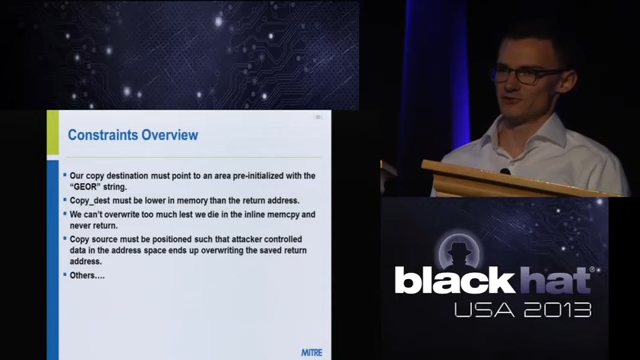 Constraints Overview
Our copy destination must point to an area pre-initialized with the
"GEOR" string.
Copy_dest must be lower in memory than the return address.
We can't overwrite too much lest we die in the inline memcpy and
never return.
Copy source must be positioned such that attacker controlled
data in the address space ends up overwriting the saved return
address.
Others....
MITRE
black hat®
USA 2013